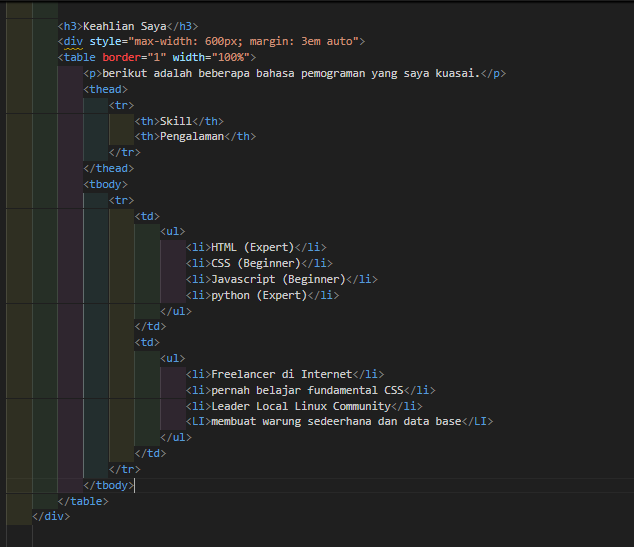 <h3>Keahlian Saya</h3>
<div style="max-width: 600px; margin: 3em auto">
<table border="1" width="100%">
<p>berikut adalah beberapa bahasa pemograman yang saya kuasai.</p>
<thead>
<tr>
<th>Skill</th>
<th>Pengalaman</th>
</tr>
</thead>
<tbody>
<tr>
<td>
<ul>
<li>HTML (Expert)</li>
<li>CSS (Beginner)</li>
<li>Javascript (Beginner)</li>
<li>python (Expert)</li>
</ul>
</td>
<td>
<ul>
<li>Freelancer di Internet</li>
<li>pernah belajar fundamental CSS</li>
<li>Leader Local Linux Community</li>
<LI>membuat warung sedeerhana dan data base</LI>
</ul>
</td>
</tr>
</tbody>
</table>
</div>